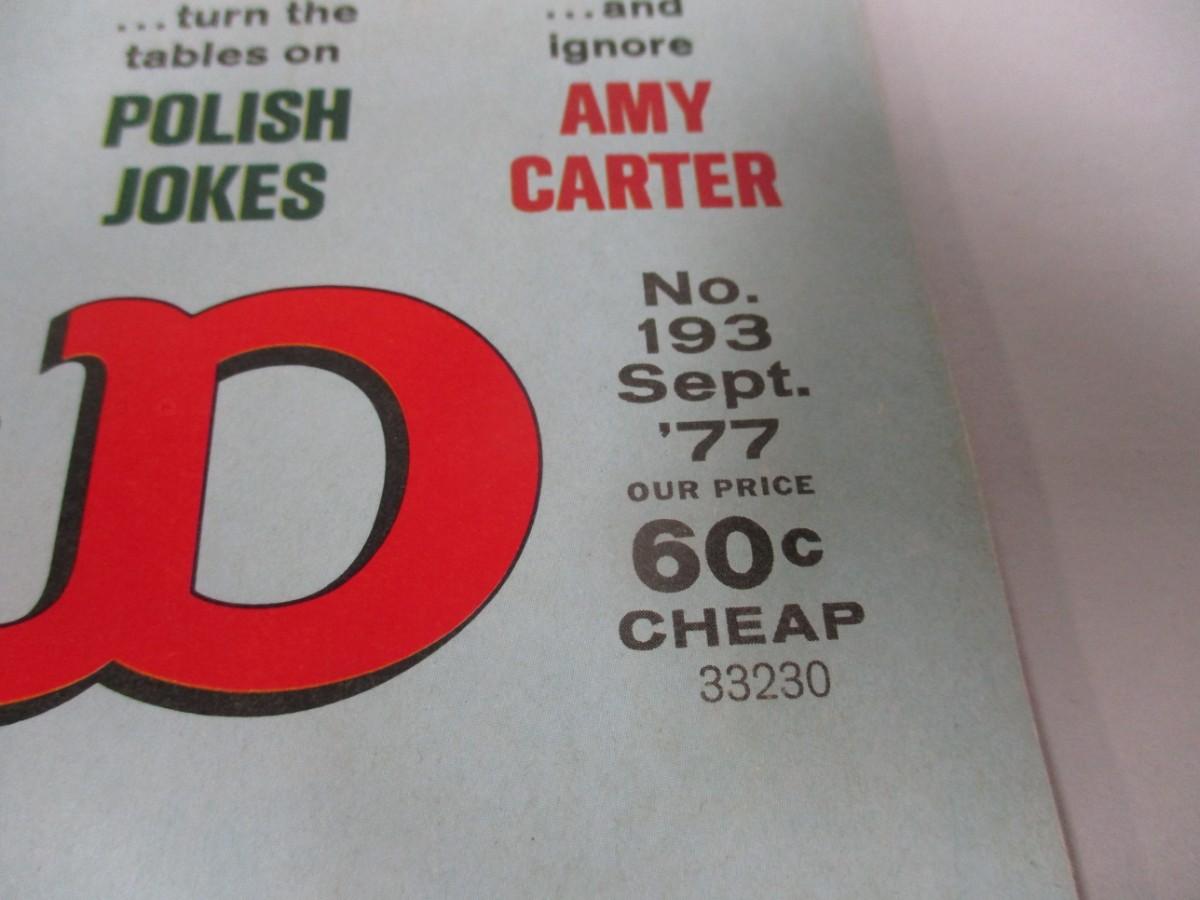 ...turn the
tables on
POLISH
JOKES
...and
ignore
AMY
CARTER
D
No.
193
Sept.
'77
OUR PRICE
60c
CHEAP
33230